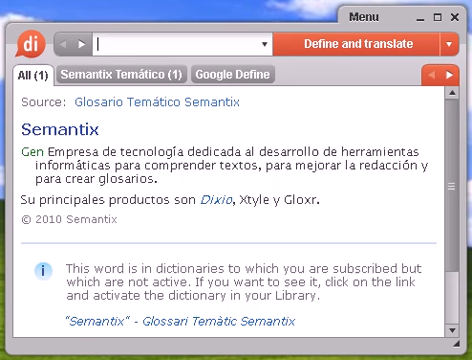 Menu
di
Define and translate
All (1)
Semantix Temático (1)
Google Define
Source: Glosario Temático Semantix
Semantix
Gen Empresa de tecnología dedicada al desarrollo de herramientas
informáticas para comprender textos, para mejorar la redacción y
para crear glosarios.
Su principales productos son Dixio, Xtyle y Gloxr.
© 2010 Semantix
i
This word is in dictionaries to which you are subscribed but
which are not active. If you want to see it, click on the link
and activate the dictionary in your Library.
"Semantix" - Glossari Temàtic Semantix